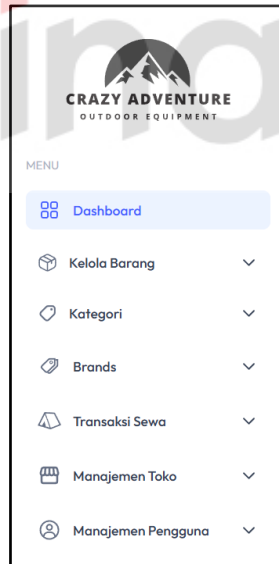 CRAZY ADVENTURE
OUTDOOR EQUIPMENT
MENU
Dashboard
Kelola Barang
Kategori
Brands
Transaksi Sewa
Manajemen Toko
Manajemen Pengguna